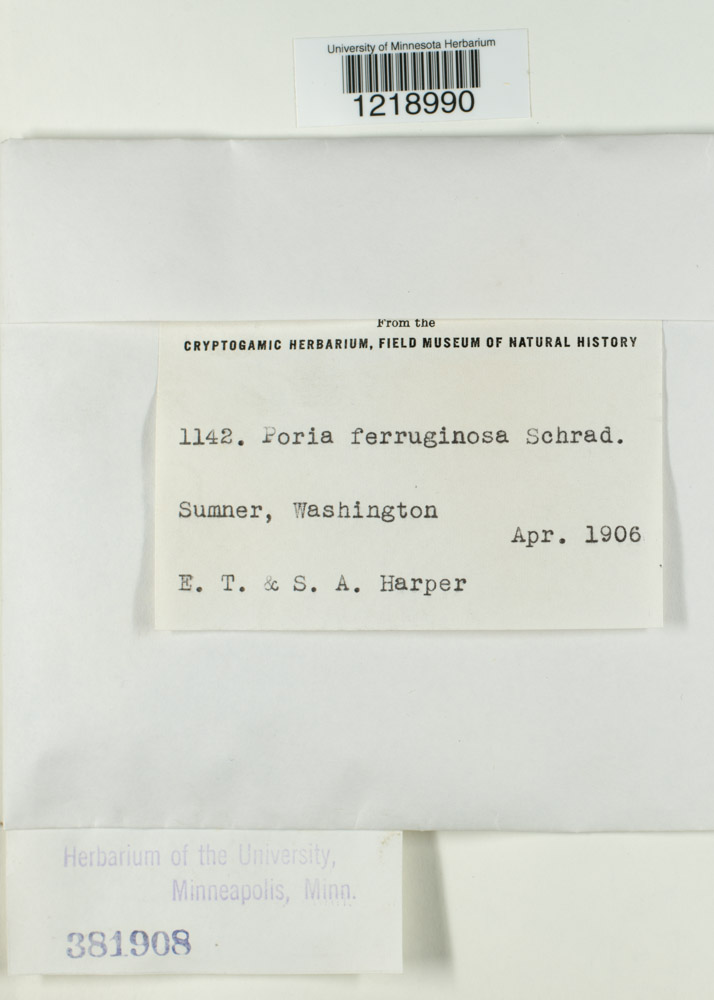 University of Minnesota Herbarium
1218990
From the
CRYPTOGAMIC HERBARIUM, FIELD MUSEUM OF NATURAL HISTORY
1142. Poria ferruginosa Schrad.
Sumner, Washington
Apr. 1906
E. T. & S. A. Harper
Herbarium of the University,
Minneapolis, Minn.
381908